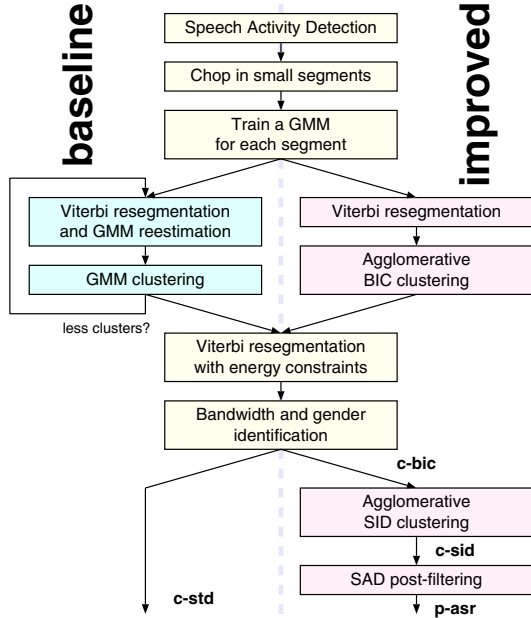 baseline
improved
Speech Activity Detection
Chop in small segments
Train a GMM
for each segment
Viterbi resegmentation
and GMM reestimation
GMM clustering
less clusters?
Viterbi resegmentation
Agglomerative
BIC clustering
Viterbi resegmentation
with energy constraints
Bandwidth and gender
identification
c-bic
Agglomerative
SID clustering
c-sid
SAD post-filtering
c-std
p-asr